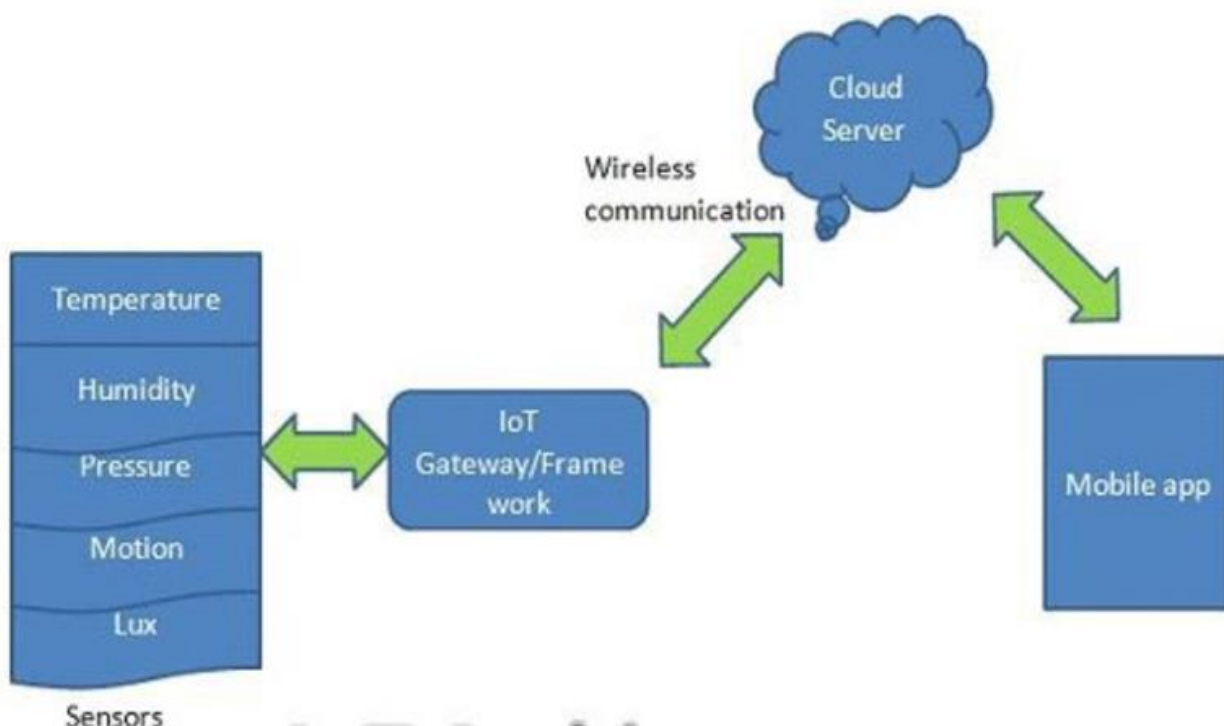 Cloud
Server
Wireless
communication
Temperature
Humidity
Pressure
Motion
Lux
Sensors
IoT
Gateway/Frame
work
Mobile app